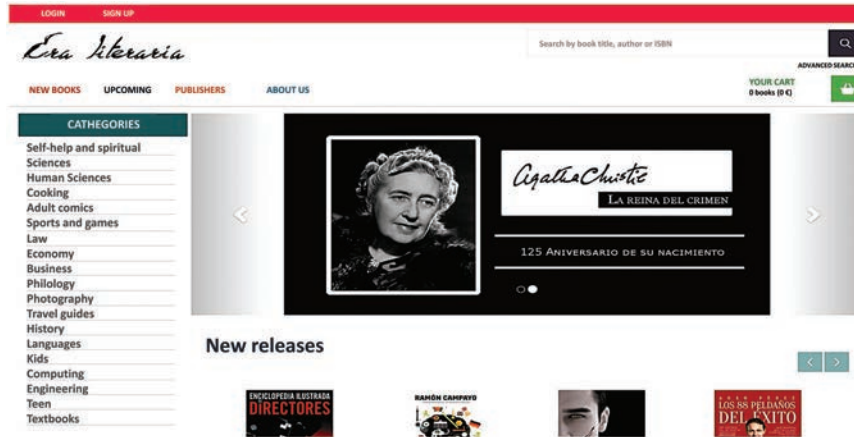 LOGIN SIGN UP
Era literaria
Search by book title, author or ISBN
ADVANCED SEARCH
NEW BOOKS UPCOMING PUBLISHERS ABOUT US
YOUR CART
0 books (0 €)
CATHEGORIES
Self-help and spiritual
Sciences
Human Sciences
Cooking
Adult comics
Sports and games
Law
Economy
Business
Philology
Photography
Travel guides
History
Languages
Kids
Computing
Engineering
Teen
Textbooks
Agatha Christie
LA REINA DEL CRIMEN
125 ANIVERSARIO DE SU NACIMIENTO
New releases
ENCICLOPEDIA ILUSTRADA
DIRECTORES
RAMÓN CAMPAYO
LOS 88 PELDAÑOS
DEL ÉXITO